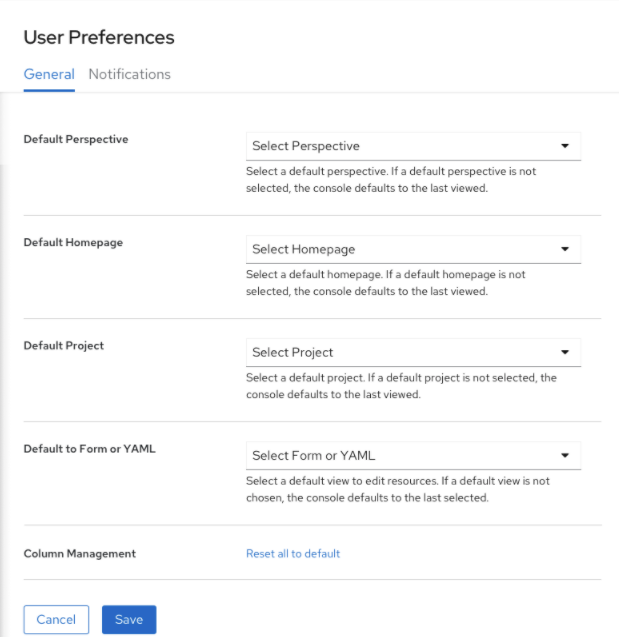 User Preferences
General Notifications
Default Perspective
Select Perspective
Select a default perspective. If a default perspective is not
selected, the console defaults to the last viewed.
Default Homepage
Select Homepage
Select a default homepage. If a default homepage is not
selected, the console defaults to the last viewed.
Default Project
Select Project
Select a default project. If a default project is not selected, the
console defaults to the last viewed.
Default to Form or YAML
Select Form or YAML
Select a default view to edit resources. If a default view is not
chosen, the console defaults to the last selected.
Column Management
Reset all to default
Cancel Save